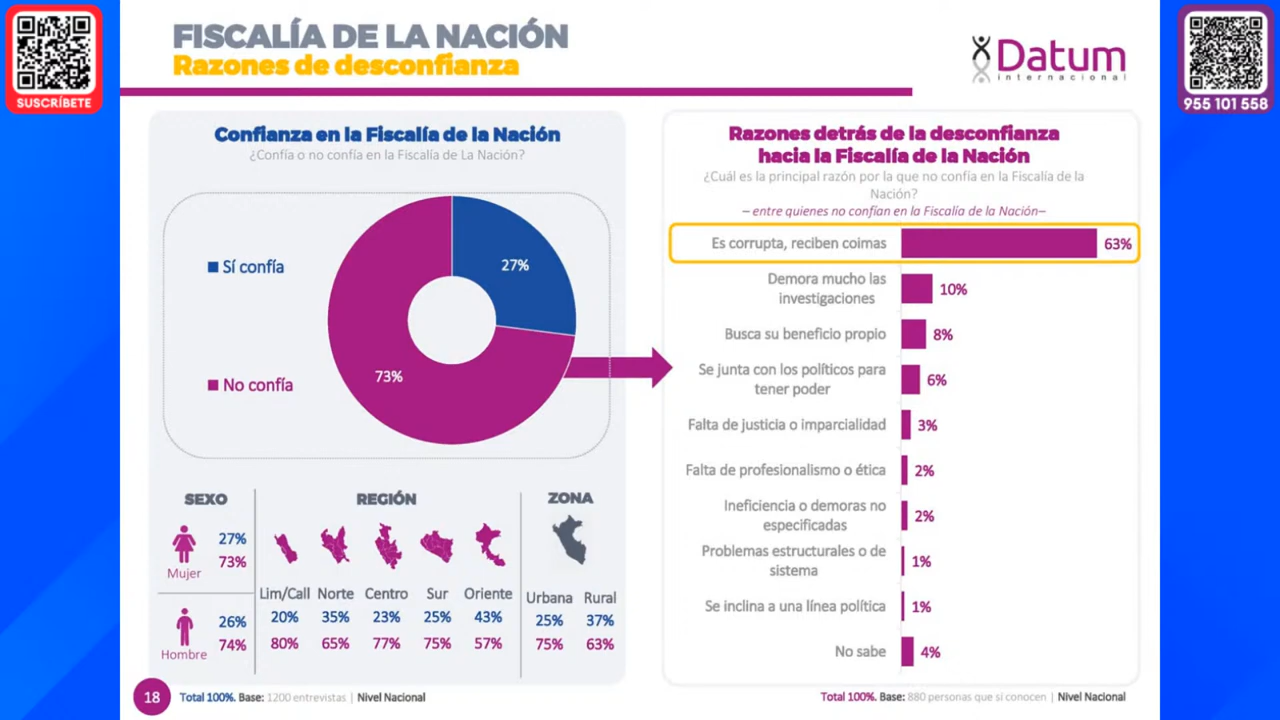 SUSCRÍBETE
FISCALÍA DE LA NACIÓN
Razones de desconfianza
Datum
internacional
955 101 558
Confianza en la Fiscalía de la Nación
¿Confía o no confía en la Fiscalía de La Nación?
Sí confía
No confía
27%
73%
SEXO
REGIÓN
ZONA
27%
73%
Mujer
26%
74%
Hombre
Lim/Call Norte Centro Sur Oriente
20% 35% 23% 25% 43%
80% 65% 77% 75% 57%
Urbana Rural
25% 37%
75% 63%
18
Total 100%. Base: 1200 entrevistas | Nivel Nacional
Razones detrás de la desconfianza
hacia la Fiscalía de la Nación
¿Cuál es la principal razón por la que no confía en la Fiscalía de la
Nación?
– entre quienes no confían en la Fiscalía de la Nación–
Es corrupta, reciben coimas 63%
Demora mucho las
investigaciones 10%
Busca su beneficio propio 8%
Se junta con los políticos para
tener poder 6%
Falta de justicia o imparcialidad 3%
Falta de profesionalismo o ética 2%
Ineficiencia o demoras no
especificadas 2%
Problemas estructurales o de
sistema 1%
Se inclina a una línea política 1%
No sabe 4%
Total 100%. Base: 880 personas que sí conocen | Nivel Nacional